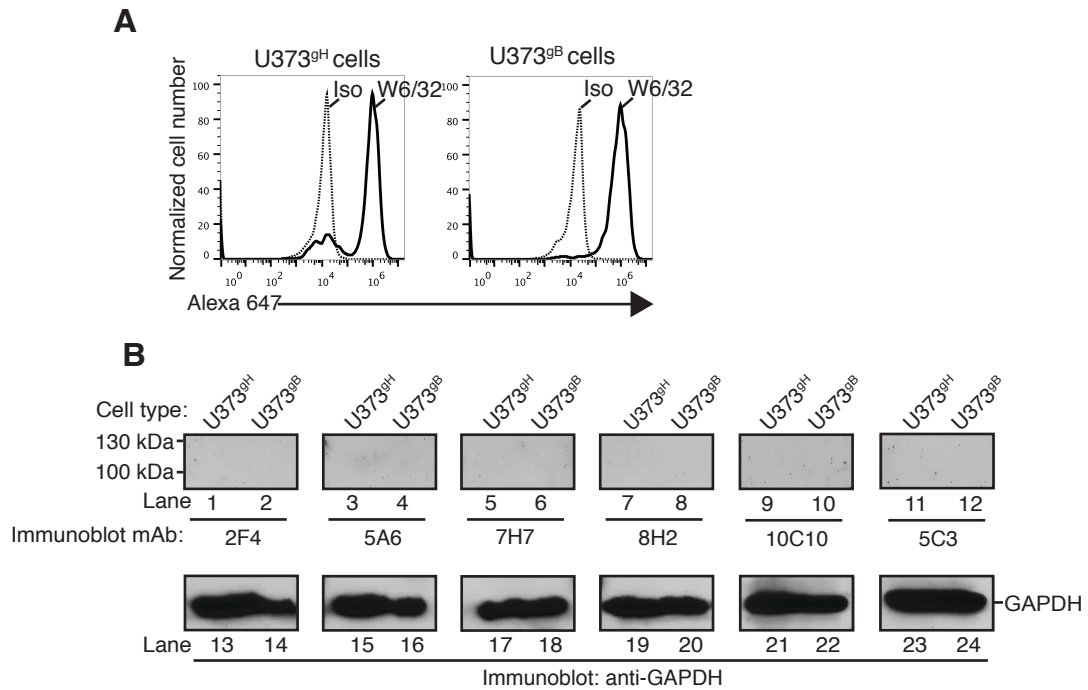 A
U373gH cells
U373gB cells
Normalized cell number
100
80
60
40
20
0
Iso
W6/32
10^0 10^2 10^4 10^6
100
80
60
40
20
0
Iso
W6/32
10^0 10^2 10^4 10^6
Alexa 647
B
Cell type: U373gH U373gB U373gH U373gB U373gH U373gB U373gH U373gB U373gH U373gB U373gH U373gB
130 kDa
100 kDa
Lane 1 2 3 4 5 6 7 8 9 10 11 12
Immunoblot mAb: 2F4 5A6 7H7 8H2 10C10 5C3
GAPDH
Lane 13 14 15 16 17 18 19 20 21 22 23 24
Immunoblot: anti-GAPDH